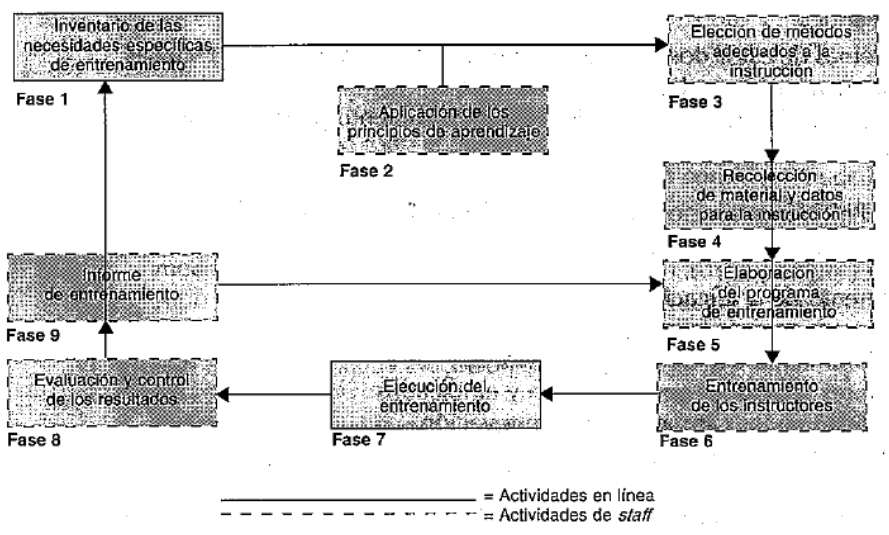 Inventario de las
necesidades específicas
de entrenamiento
Fase 1
Aplicación de los
principios de aprendizaje
Fase 2
Elección de métodos
adecuados a la
instrucción
Fase 3
Recolección
de material y datos
para la instrucción
Fase 4
Elaboración
del programa
de entrenamiento
Fase 5
Entrenamiento
de los instructores
Fase 6
Ejecución del
entrenamiento
Fase 7
Evaluación y control
de los resultados
Fase 8
Informe
de entrenamiento
Fase 9
= Actividades en línea
= Actividades de staff